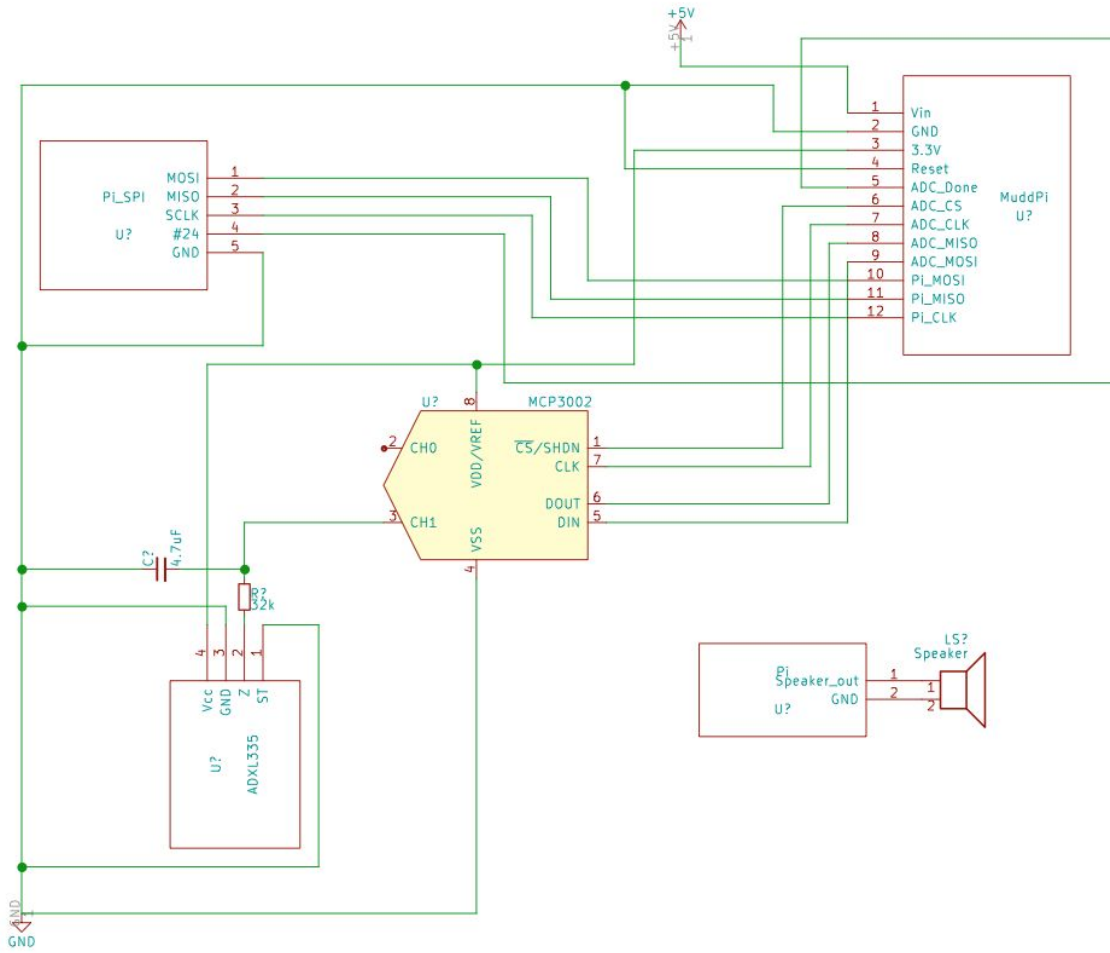 +5V
+5V
1
1 Vin
2 GND
3 3.3V
4 Reset
5 ADC_Done
6 ADC_CS
7 ADC_CLK
8 ADC_MISO
9 ADC_MOSI
10 Pi_MOSI
11 Pi_MISO
12 Pi_CLK
MuddPi
U?
Pi_SPI
U?
MOSI 1
MISO 2
SCLK 3
#24 4
GND 5
U?
MCP3002
8
VDD/VREF
2 CH0
3 CH1
CS/SHDN 1
CLK 7
DOUT 6
DIN 5
VSS
4
C?
4.7uF
R?
32k
4 Vcc
3 GND
2 Z
1 ST
U?
ADXL335
Pi
Speaker_out 1
GND 2
U?
LS?
Speaker
1
2
GND
1
GND